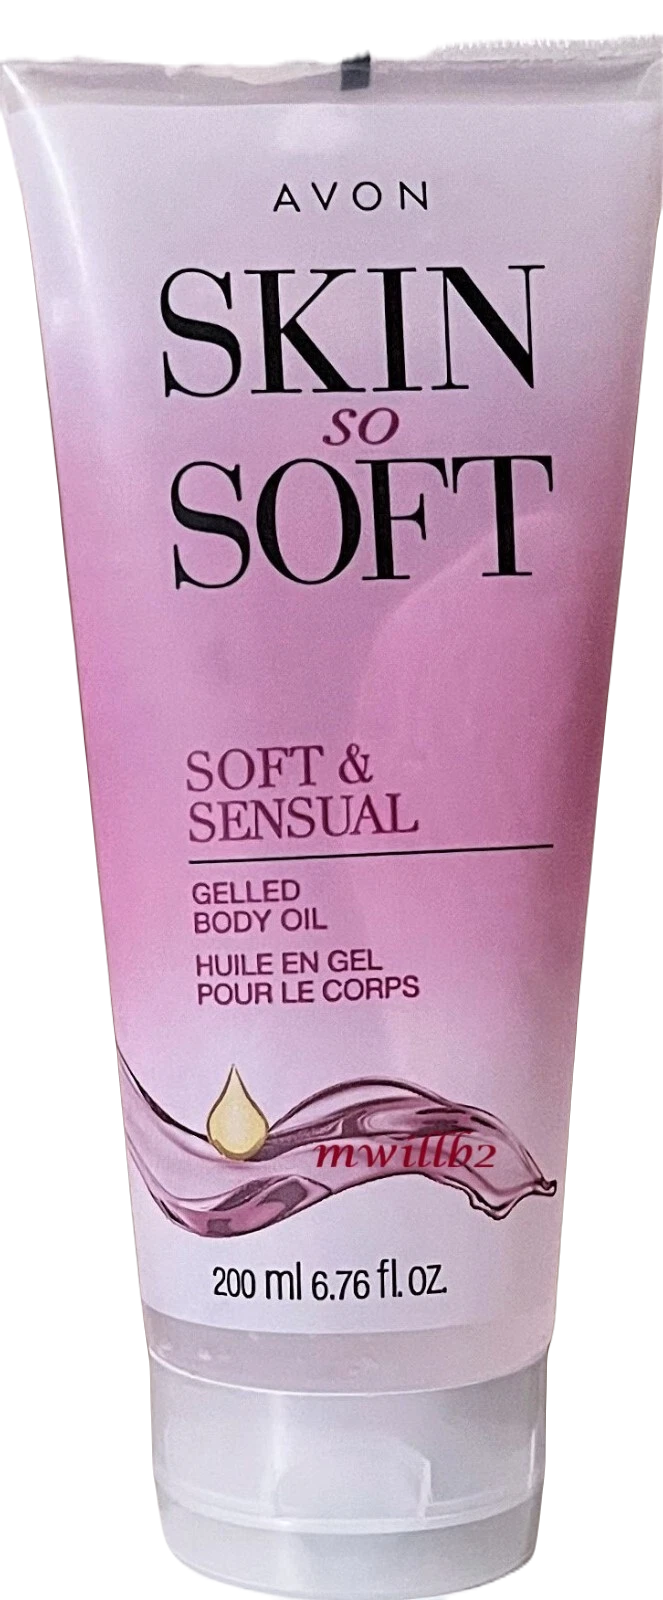 AVON
SKIN
so
SOFT
SOFT &
SENSUAL
GELLED
BODY OIL
HUILE EN GEL
POUR LE CORPS
mwillb2
200 ml 6.76 fl. oz.